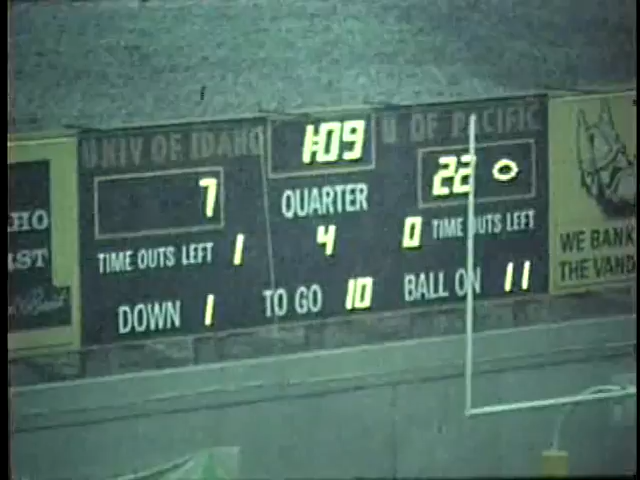 UNIV OF IDAHO 1:09 U OF PACIFIC
7 QUARTER 22
TIME OUTS LEFT 1 4 0 TIME OUTS LEFT
DOWN 1 TO GO 10 BALL ON 11
HO
ST
WE BANK
THE VAND